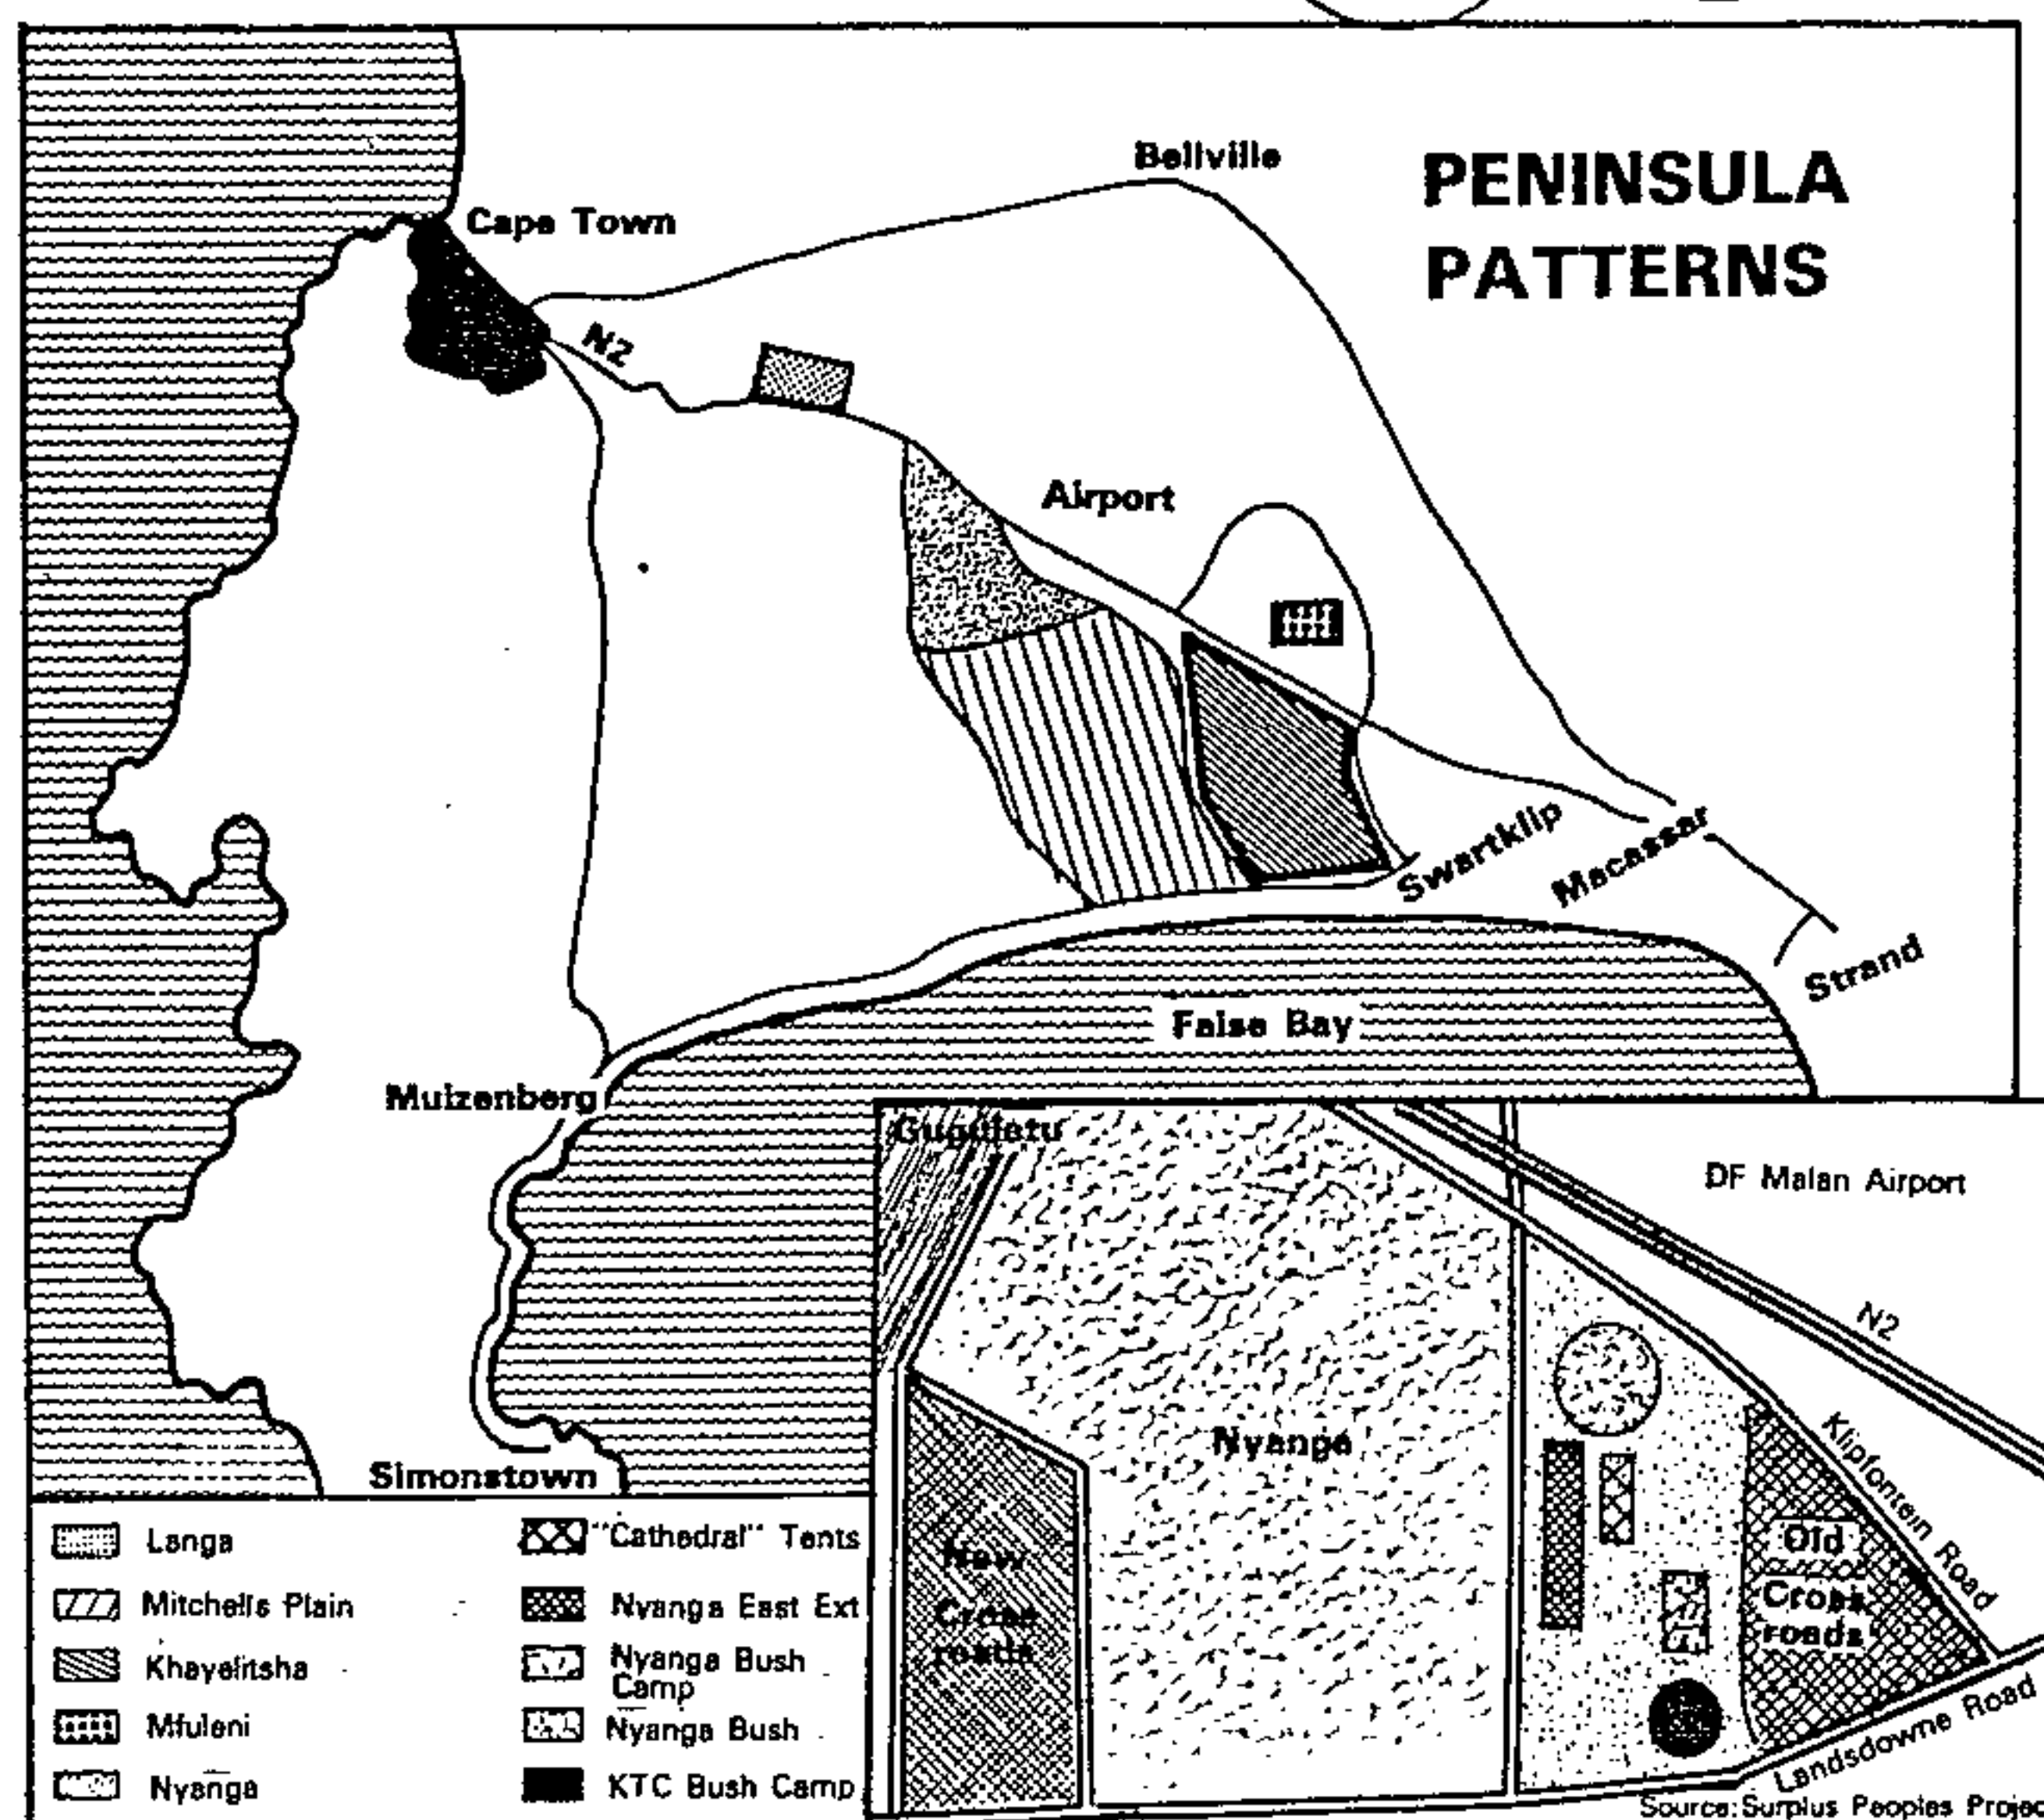 PENINSULA
PATTERNS
Bellville
Cape Town
N2
Airport
Swartklip
Macassar
Strand
False Bay
Muizenberg
Simonstown
Guguletu
DF Malan Airport
N2
Nyanga
Klipfontein Road
New
Cross
roads
Old
Cross
roads
Landsdowne Road
Langa
Mitchells Plain
Khayelitsha
Mfuleni
Nyanga
"Cathedral" Tents
Nyanga East Ext
Nyanga Bush
Camp
Nyanga Bush
KTC Bush Camp
Source: Surplus Peoples Projec